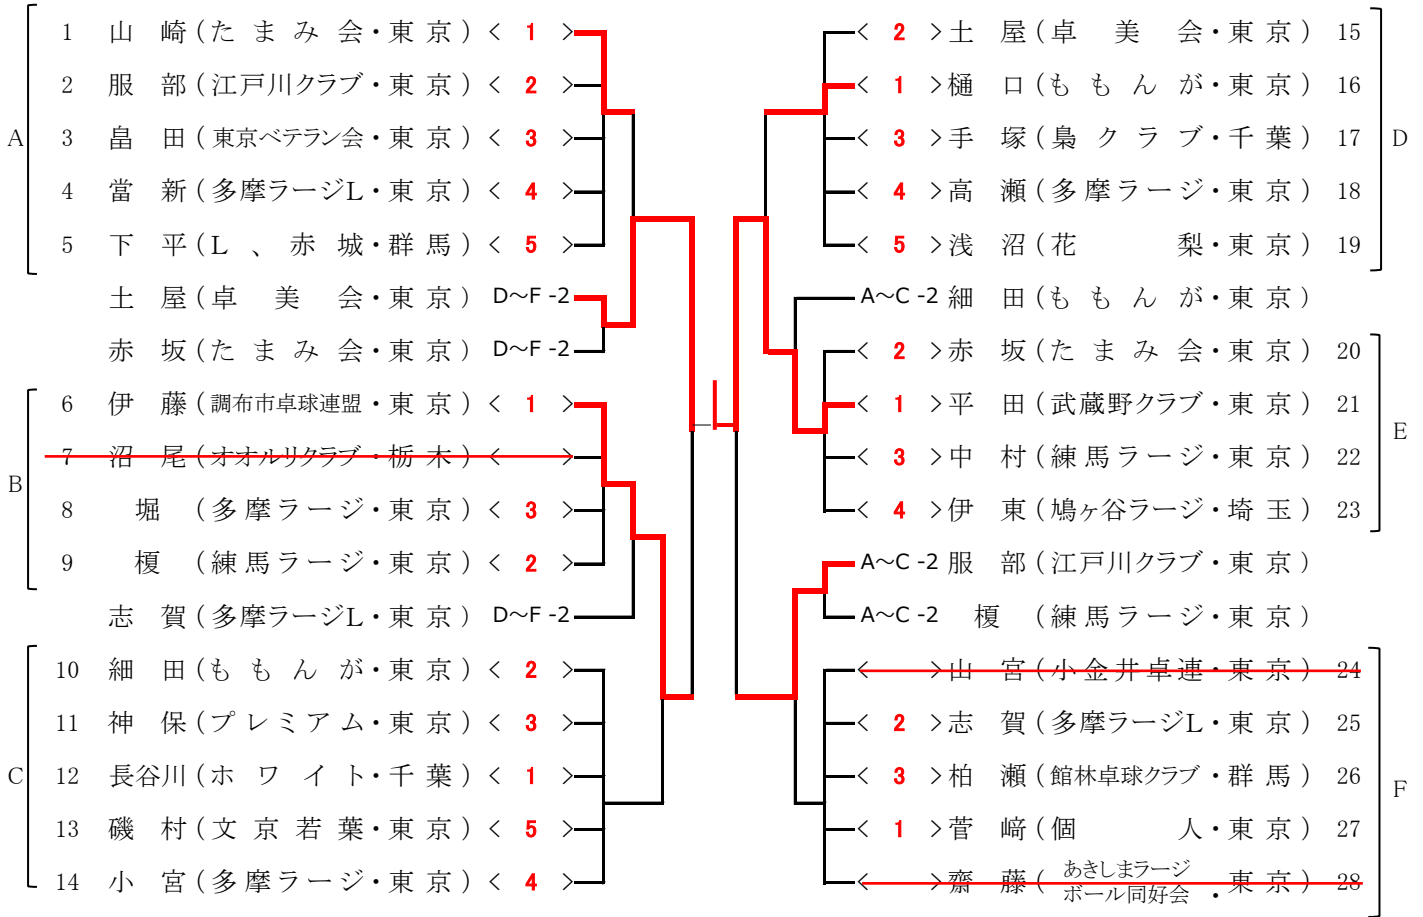 1 山 崎(たまみ会・東京)< 1 >
2 服 部(江戸川クラブ・東京)< 2 >
A 3 畠 田(東京ベテラン会・東京)< 3 >
4 當 新(多摩ラージL・東京)< 4 >
5 下 平(L、赤城・群馬)< 5 >
土 屋(卓美会・東京) D～F -2
赤 坂(たまみ会・東京) D～F -2
6 伊 藤(調布市卓球連盟・東京)< 1 >
7 沼 尾(オオルリクラブ・栃木)< >
B
8 堀 (多摩ラージ・東京)< 3 >
9 榎 (練馬ラージ・東京)< 2 >
志 賀(多摩ラージL・東京) D～F -2
10 細 田(ももんが・東京)< 2 >
11 神 保(プレミアム・東京)< 3 >
C 12 長谷川(ホワイト・千葉)< 1 >
13 磯 村(文京若葉・東京)< 5 >
14 小 宮(多摩ラージ・東京)< 4 >
< 2 >土 屋(卓美会・東京) 15
< 1 >樋 口(ももんが・東京) 16
< 3 >手 塚(梟クラブ・千葉) 17 D
< 4 >高 瀬(多摩ラージ・東京) 18
< 5 >浅 沼(花梨・東京) 19
A～C -2 細 田(ももんが・東京)
< 2 >赤 坂(たまみ会・東京) 20
< 1 >平 田(武蔵野クラブ・東京) 21
E
< 3 >中 村(練馬ラージ・東京) 22
< 4 >伊 東(鳩ヶ谷ラージ・埼玉) 23
A～C -2 服 部(江戸川クラブ・東京)
A～C -2 榎 (練馬ラージ・東京)
< >山 宮(小金井卓連・東京) 24
< 2 >志 賀(多摩ラージL・東京) 25
< 3 >柏 瀬(館林卓球クラブ・群馬) 26
F
< 1 >菅 﨑(個人・東京) 27
< >齋 藤(あきしまラージボール同好会・東京) 28